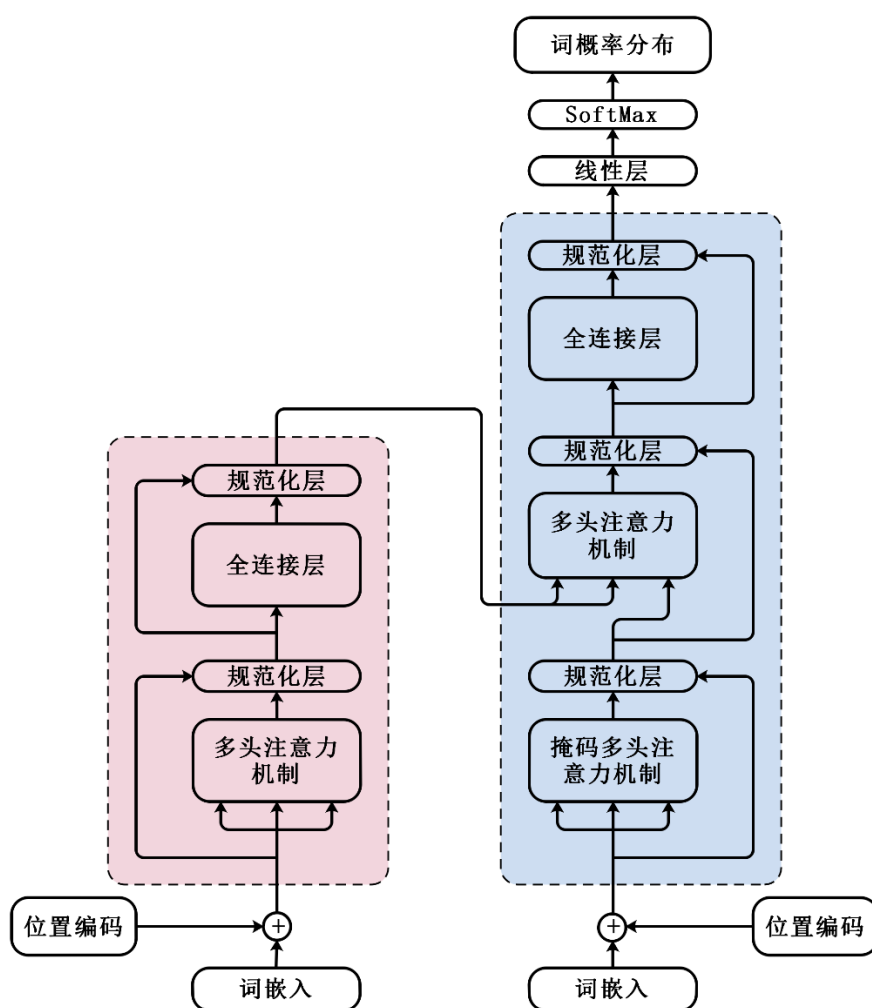 词概率分布
SoftMax
线性层
规范化层
全连接层
规范化层
多头注意力
机制
规范化层
掩码多头注
意力机制
规范化层
全连接层
规范化层
多头注意力
机制
位置编码
+
词嵌入
+
位置编码
词嵌入